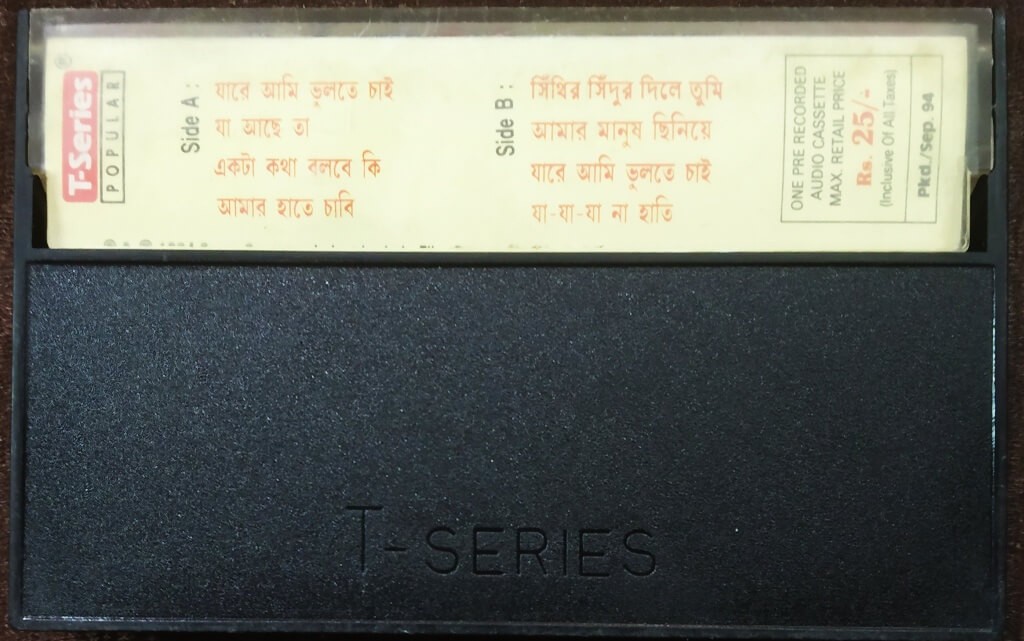 T-Series®
POPULAR
Side A :
যারে আমি ভুলতে চাই
যা আছে তা
একটা কথা বলবে কি
আমার হাতে চাবি
Side B :
সিঁথির সিঁদুর দিলে তুমি
আমার মানুষ ছিনিয়ে
যারে আমি ভুলতে চাই
যা-যা-যা না হাতি
ONE PRE RECORDED
AUDIO CASSETTE
MAX. RETAIL PRICE
Rs. 25/-
(Inclusive Of All Taxes)
Pkd./Sep. 94
T-SERIES